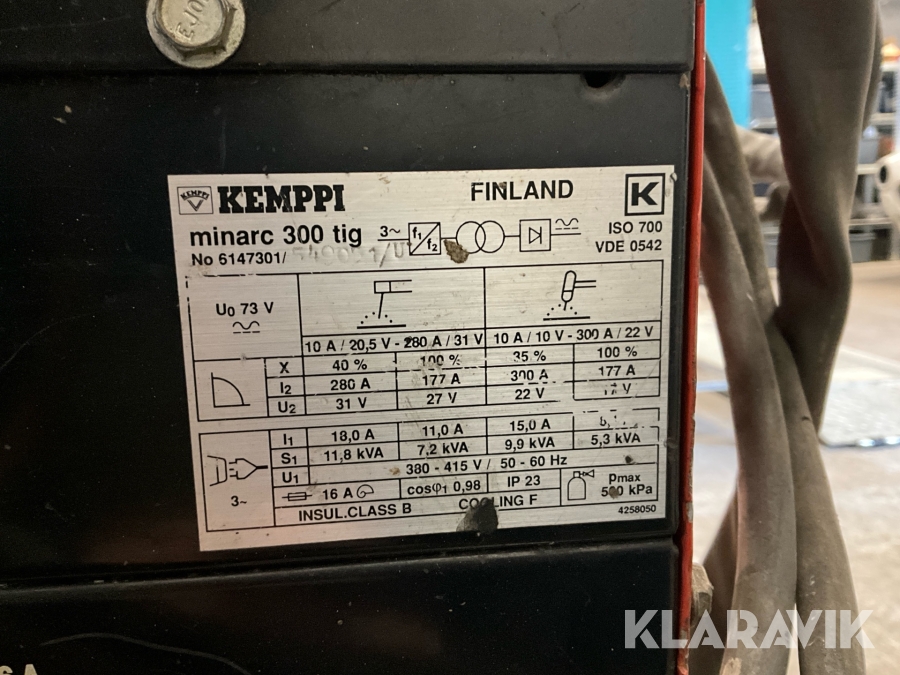 KEMPPI
KEMPPI FINLAND K
minarc 300 tig 3~ f1 f2 ISO 700
No 6147301/ VDE 0542
U0 73 V
10 A / 20,5 V - 280 A / 31 V 10 A / 10 V - 300 A / 22 V
X 40 % 100 % 35 % 100 %
I2 280 A 177 A 300 A 177 A
U2 31 V 27 V 22 V V
I1 18,0 A 11,0 A 15,0 A
S1 11,8 kVA 7,2 kVA 9,9 kVA 5,3 kVA
U1 380 - 415 V / 50 - 60 Hz
3~ 16 A cosφ1 0,98 IP 23 pmax
500 kPa
INSUL.CLASS B COOLING F 4258050
KLARAVIK